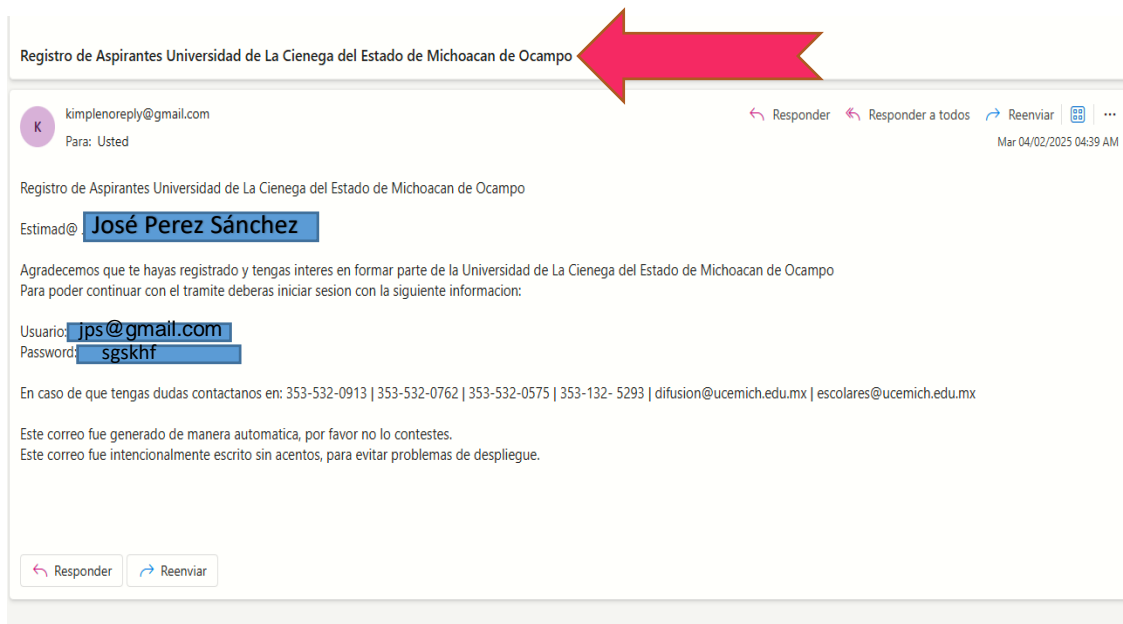 Registro de Aspirantes Universidad de La Cienega del Estado de Michoacan de Ocampo
K
kimplenoreply@gmail.com
Responder Responder a todos Reenviar ...
Para: Usted
Mar 04/02/2025 04:39 AM
Registro de Aspirantes Universidad de La Cienega del Estado de Michoacan de Ocampo
Estimad@ José Perez Sánchez
Agradecemos que te hayas registrado y tengas interes en formar parte de la Universidad de La Cienega del Estado de Michoacan de Ocampo
Para poder continuar con el tramite deberas iniciar sesion con la siguiente informacion:
Usuario: jps@gmail.com
Password: sgskhf
En caso de que tengas dudas contactanos en: 353-532-0913 | 353-532-0762 | 353-532-0575 | 353-132- 5293 | difusion@ucemich.edu.mx | escolares@ucemich.edu.mx
Este correo fue generado de manera automatica, por favor no lo contestes.
Este correo fue intencionalmente escrito sin acentos, para evitar problemas de despliegue.
Responder Reenviar